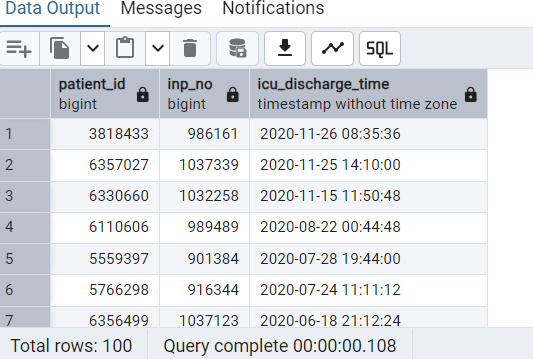 Data Output Messages Notifications
SQL
patient_id inp_no icu_discharge_time
bigint bigint timestamp without time zone
1 3818433 986161 2020-11-26 08:35:36
2 6357027 1037339 2020-11-25 14:10:00
3 6330660 1032258 2020-11-15 11:50:48
4 6110606 989489 2020-08-22 00:44:48
5 5559397 901384 2020-07-28 19:44:00
6 5766298 916344 2020-07-24 11:11:12
7 6356499 1037123 2020-06-18 21:12:24
Total rows: 100 Query complete 00:00:00.108